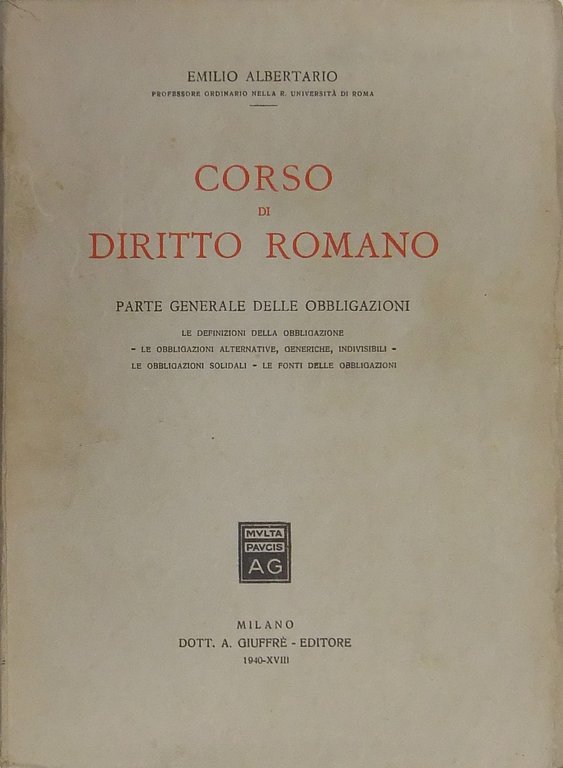 EMILIO ALBERTARIO
PROFESSORE ORDINARIO NELLA R. UNIVERSITÀ DI ROMA
CORSO
DI
DIRITTO ROMANO
PARTE GENERALE DELLE OBBLIGAZIONI
LE DEFINIZIONI DELLA OBBLIGAZIONE
- LE OBBLIGAZIONI ALTERNATIVE, GENERICHE, INDIVISIBILI -
LE OBBLIGAZIONI SOLIDALI - LE FONTI DELLE OBBLIGAZIONI
MVLTA
PAVCIS
AG
MILANO
DOTT. A. GIUFFRÈ - EDITORE
1940-XVIII